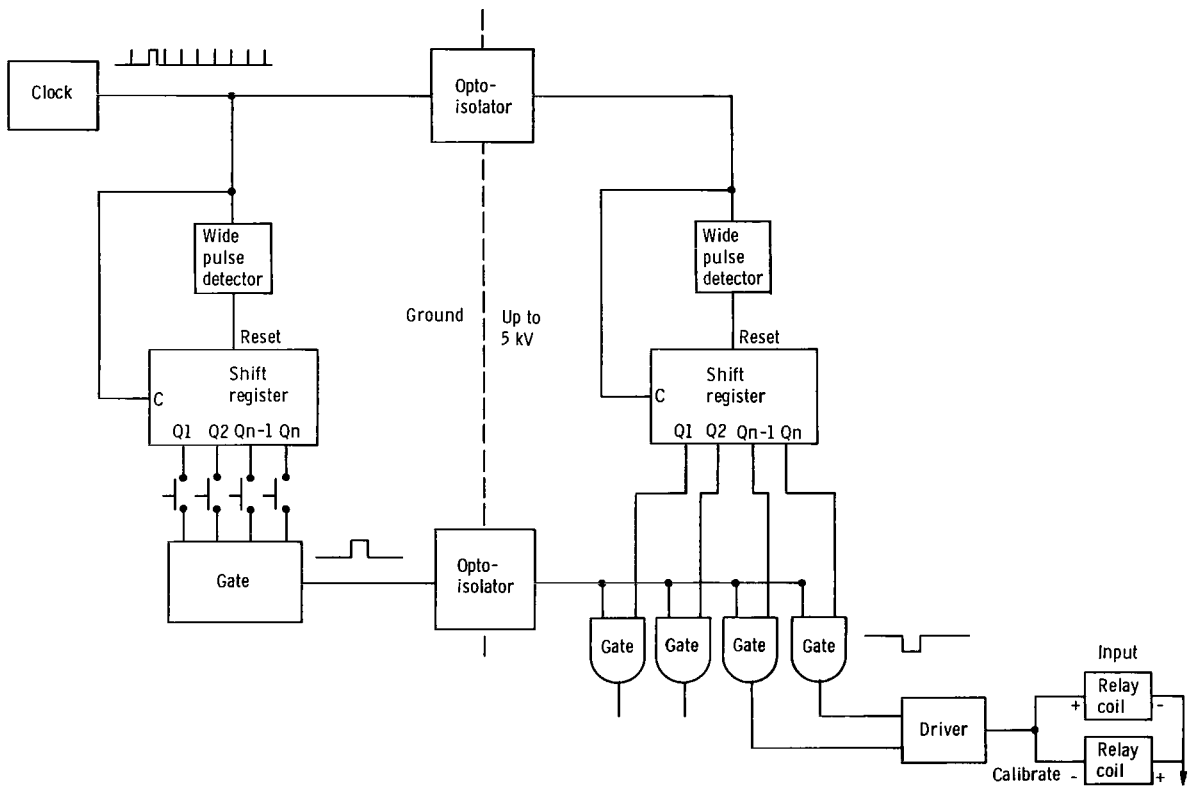 Clock
Opto-
isolator
Wide
pulse
detector
Wide
pulse
detector
Ground
Up to
5 kV
Reset
Reset
Shift
register
C
Q1 Q2 Qn-1 Qn
Shift
register
C
Q1 Q2 Qn-1 Qn
Gate
Opto-
isolator
Gate
Gate
Gate
Gate
Driver
Input
Relay
coil
+ -
Relay
coil
Calibrate - +